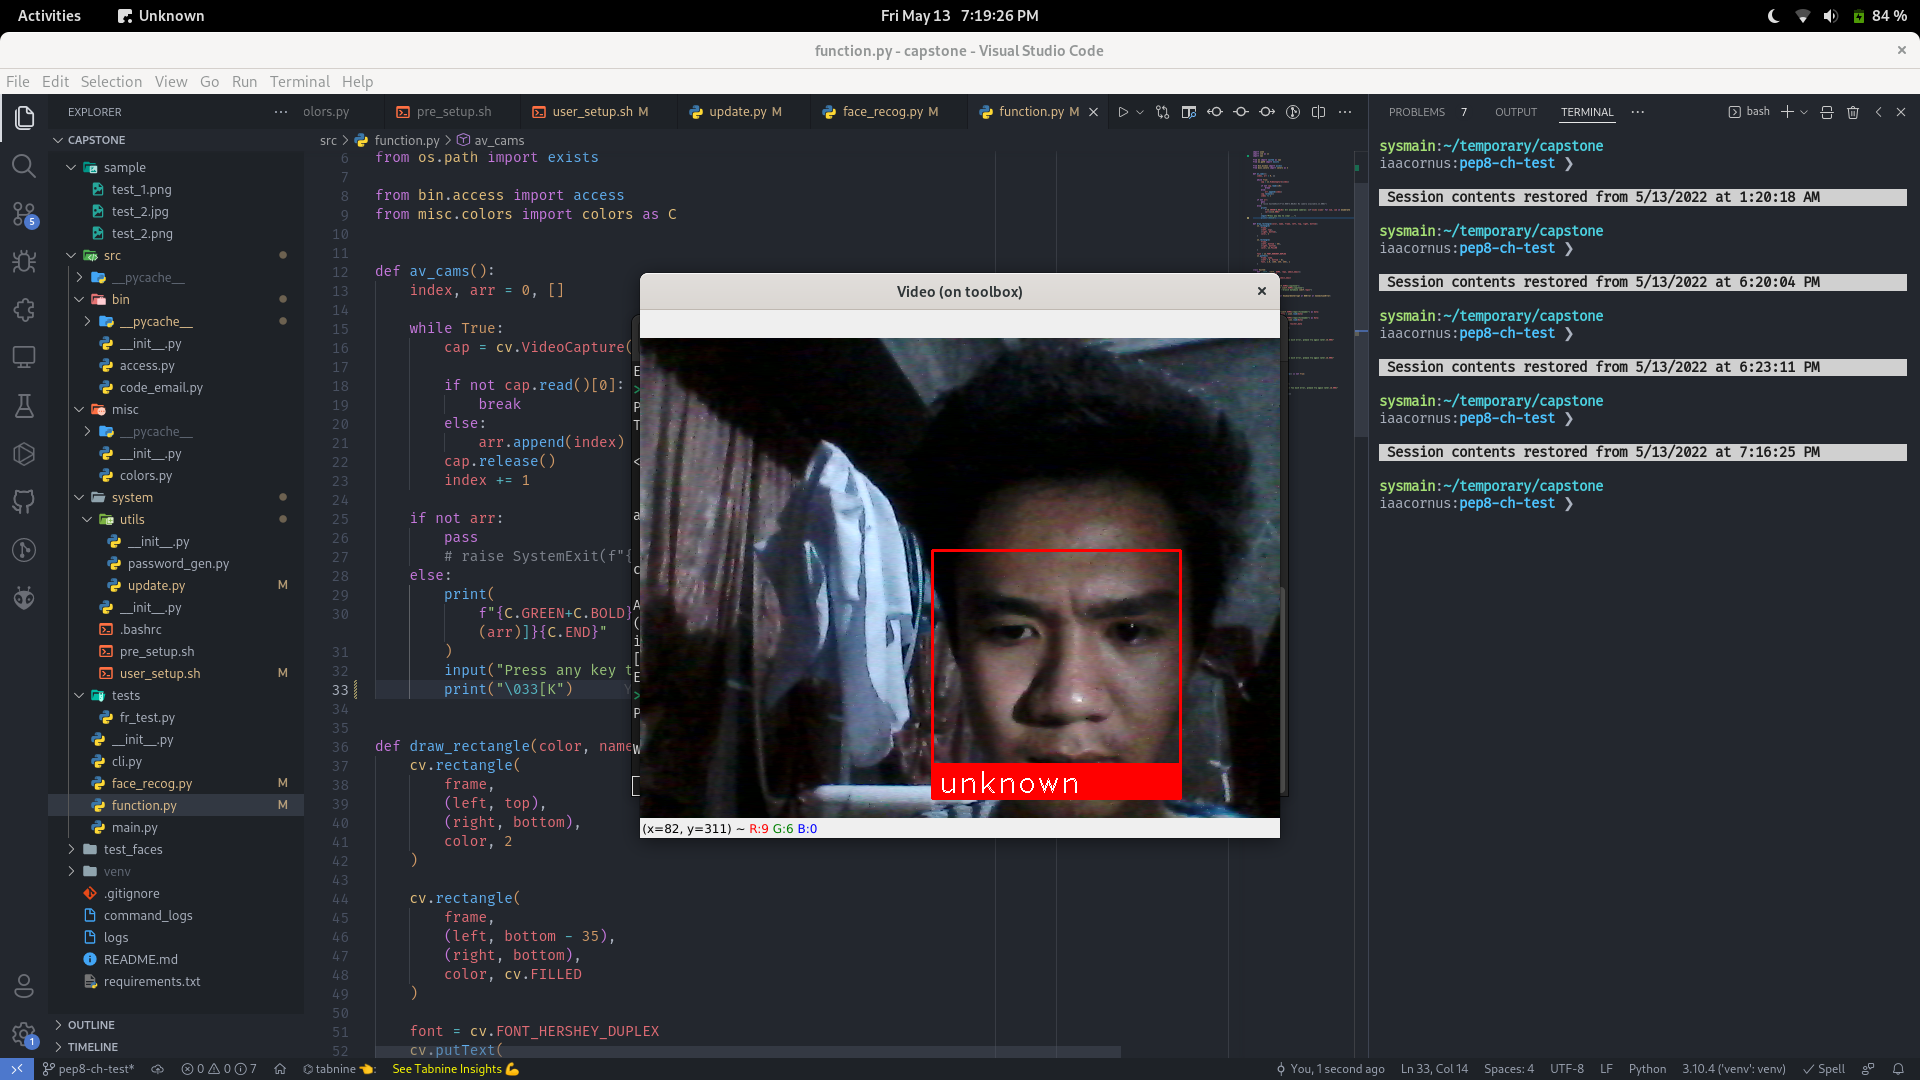 Activities
Unknown
Fri May 13 7:19:26 PM
84 %
function.py - capstone - Visual Studio Code
File Edit Selection View Go Run Terminal Help
EXPLORER
olors.py
pre_setup.sh
user_setup.sh M
update.py M
face_recog.py M
function.py M
CAPSTONE
sample
test_1.png
test_2.jpg
test_2.png
src
__pycache__
bin
__pycache__
__init__.py
access.py
code_email.py
misc
__pycache__
__init__.py
colors.py
system
utils
__init__.py
password_gen.py
update.py M
__init__.py
.bashrc
pre_setup.sh
user_setup.sh M
tests
fr_test.py
__init__.py
cli.py
face_recog.py M
function.py M
main.py
test_faces
venv
.gitignore
command_logs
logs
README.md
requirements.txt
OUTLINE
TIMELINE
5
1
src > function.py > av_cams
6 from os.path import exists
7
8 from bin.access import access
9 from misc.colors import colors as C
10
11
12 def av_cams():
13 index, arr = 0, []
14
15 while True:
16 cap = cv.VideoCapture(
17
18 if not cap.read()[0]:
19 break
20 else:
21 arr.append(index)
22 cap.release()
23 index += 1
24
25 if not arr:
26 pass
27 # raise SystemExit(f"{
28 else:
29 print(
30 f"{C.GREEN+C.BOLD}
(arr)]}{C.END}"
31 )
32 input("Press any key t
33 print("\033[K")
34
35
36 def draw_rectangle(color, name
37 cv.rectangle(
38 frame,
39 (left, top),
40 (right, bottom),
41 color, 2
42 )
43
44 cv.rectangle(
45 frame,
46 (left, bottom - 35),
47 (right, bottom),
48 color, cv.FILLED
49 )
50
51 font = cv.FONT_HERSHEY_DUPLEX
52 cv.putText(
Video (on toolbox)
unknown
(x=82, y=311) ~ R:9 G:6 B:0
PROBLEMS 7
OUTPUT
TERMINAL
bash
sysmain:~/temporary/capstone
iaacornus:pep8-ch-test ❯
Session contents restored from 5/13/2022 at 1:20:18 AM
sysmain:~/temporary/capstone
iaacornus:pep8-ch-test ❯
Session contents restored from 5/13/2022 at 6:20:04 PM
sysmain:~/temporary/capstone
iaacornus:pep8-ch-test ❯
Session contents restored from 5/13/2022 at 6:23:11 PM
sysmain:~/temporary/capstone
iaacornus:pep8-ch-test ❯
Session contents restored from 5/13/2022 at 7:16:25 PM
sysmain:~/temporary/capstone
iaacornus:pep8-ch-test ❯
pep8-ch-test*
0 0 7
tabnine 👈:
See Tabnine Insights 💪
You, 1 second ago
Ln 33, Col 14
Spaces: 4
UTF-8
LF
Python
3.10.4 ('venv': venv)
Spell